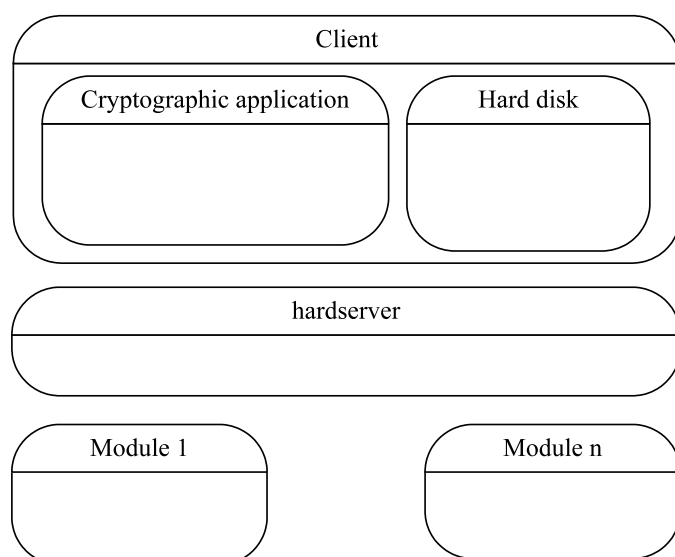 Client
Cryptographic application
Hard disk
hardserver
Module 1
Module n